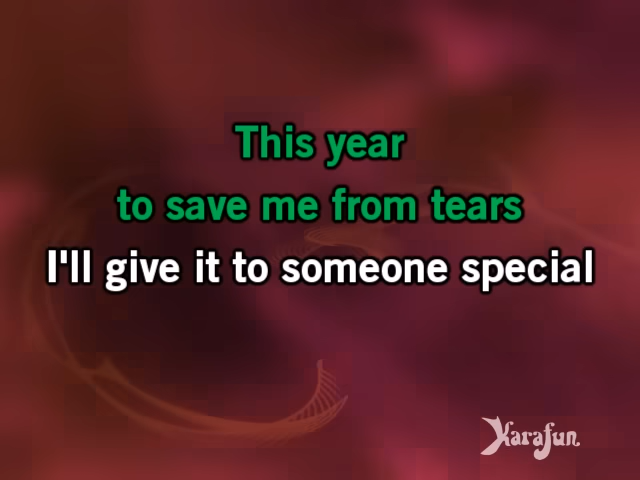 This year
to save me from tears
I'll give it to someone special
Karafun